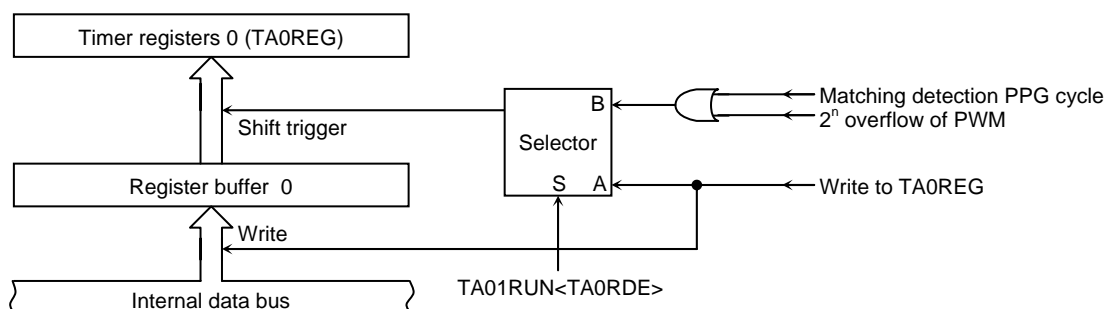 Timer registers 0 (TA0REG)
Shift trigger
B
Matching detection PPG cycle
2ⁿ overflow of PWM
Selector
Register buffer 0
S
A
Write to TA0REG
Write
TA01RUN<TA0RDE>
Internal data bus